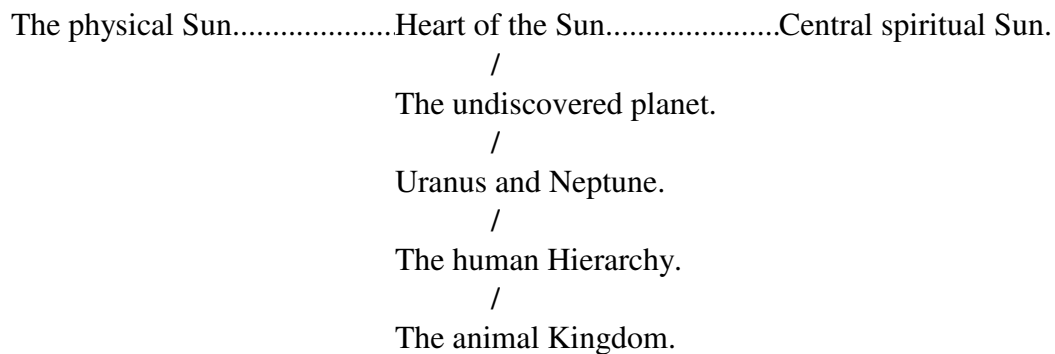 The physical Sun.....................Heart of the Sun......................Central spiritual Sun.
/
The undiscovered planet.
/
Uranus and Neptune.
/
The human Hierarchy.
/
The animal Kingdom.